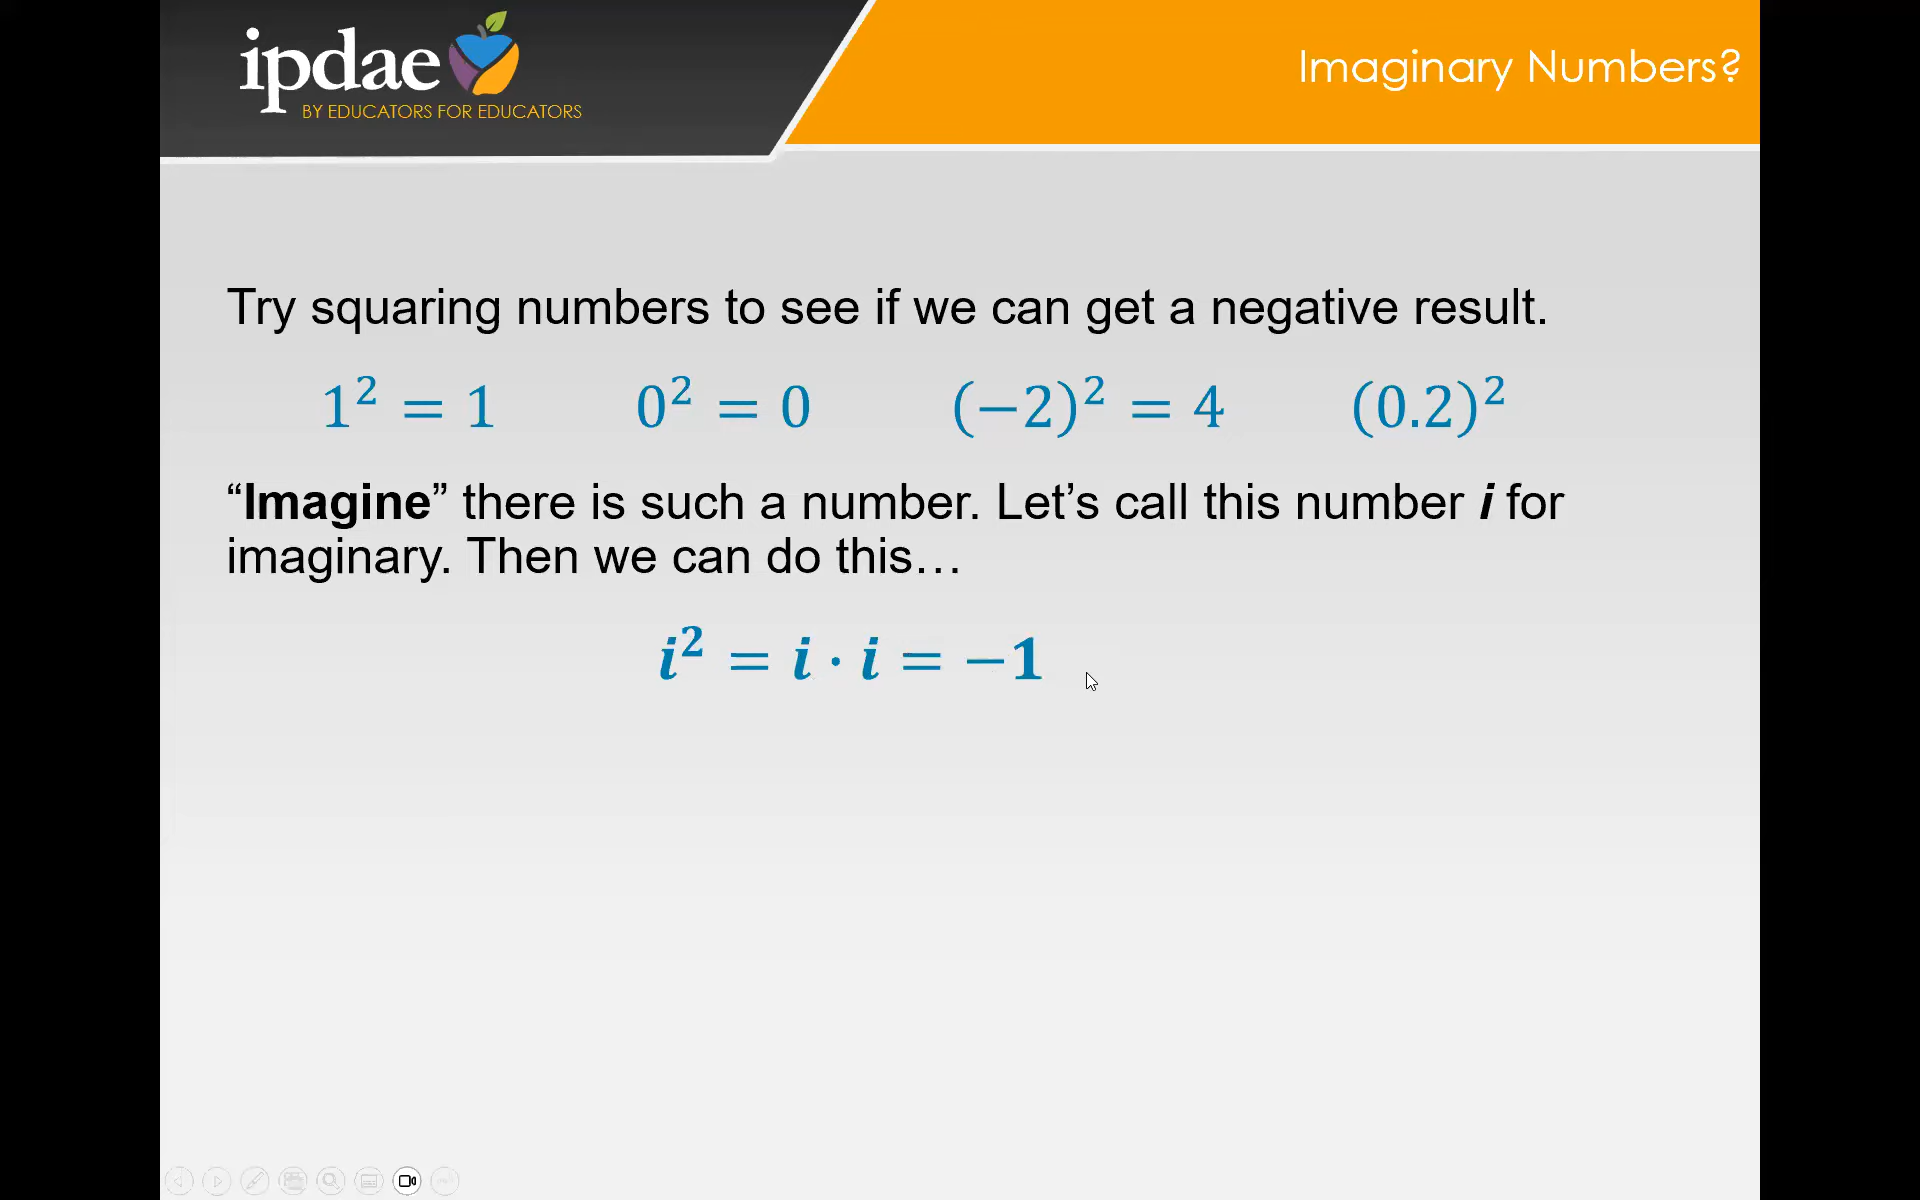 ipdae
BY EDUCATORS FOR EDUCATORS
Imaginary Numbers?
Try squaring numbers to see if we can get a negative result.
1² = 1 0² = 0 (−2)² = 4 (0.2)²
“Imagine” there is such a number. Let’s call this number i for
imaginary. Then we can do this…
i² = i · i = −1